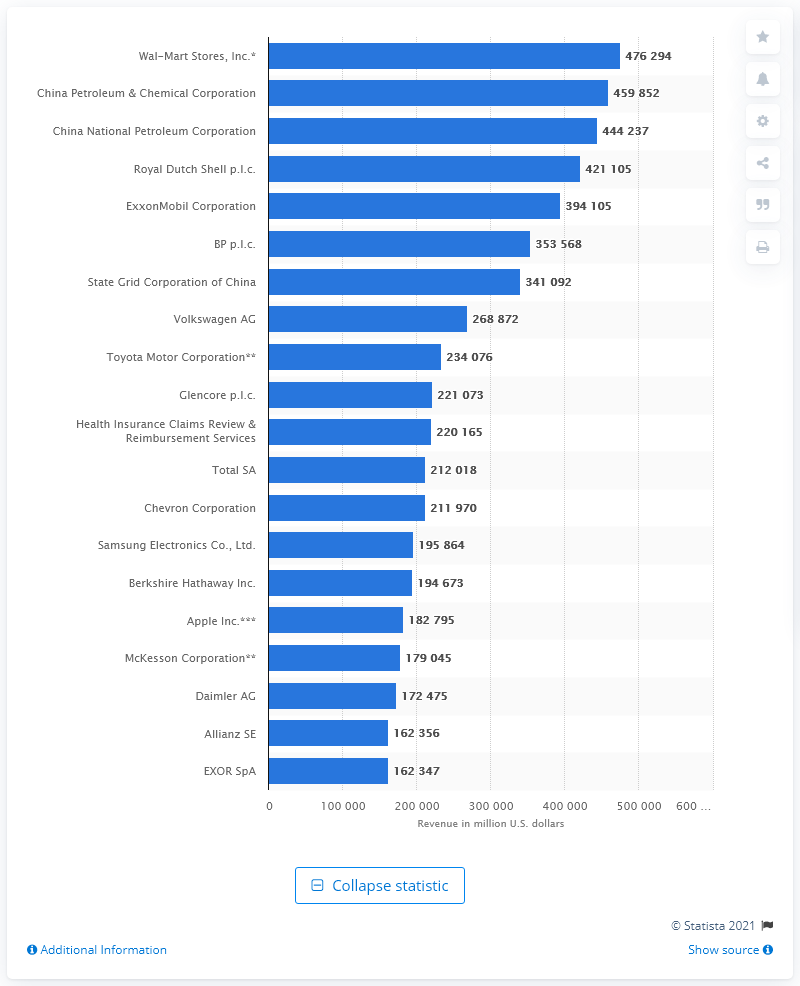 Wal-Mart Stores, Inc.* 476 294
China Petroleum & Chemical Corporation 459 852
China National Petroleum Corporation 444 237
Royal Dutch Shell p.l.c. 421 105
ExxonMobil Corporation 394 105
BP p.l.c. 353 568
State Grid Corporation of China 341 092
Volkswagen AG 268 872
Toyota Motor Corporation** 234 076
Glencore p.l.c. 221 073
Health Insurance Claims Review &
Reimbursement Services 220 165
Total SA 212 018
Chevron Corporation 211 970
Samsung Electronics Co., Ltd. 195 864
Berkshire Hathaway Inc. 194 673
Apple Inc.*** 182 795
McKesson Corporation** 179 045
Daimler AG 172 475
Allianz SE 162 356
EXOR SpA 162 347
0 100 000 200 000 300 000 400 000 500 000 600 ...
Revenue in million U.S. dollars
Collapse statistic
© Statista 2021
Additional Information Show source